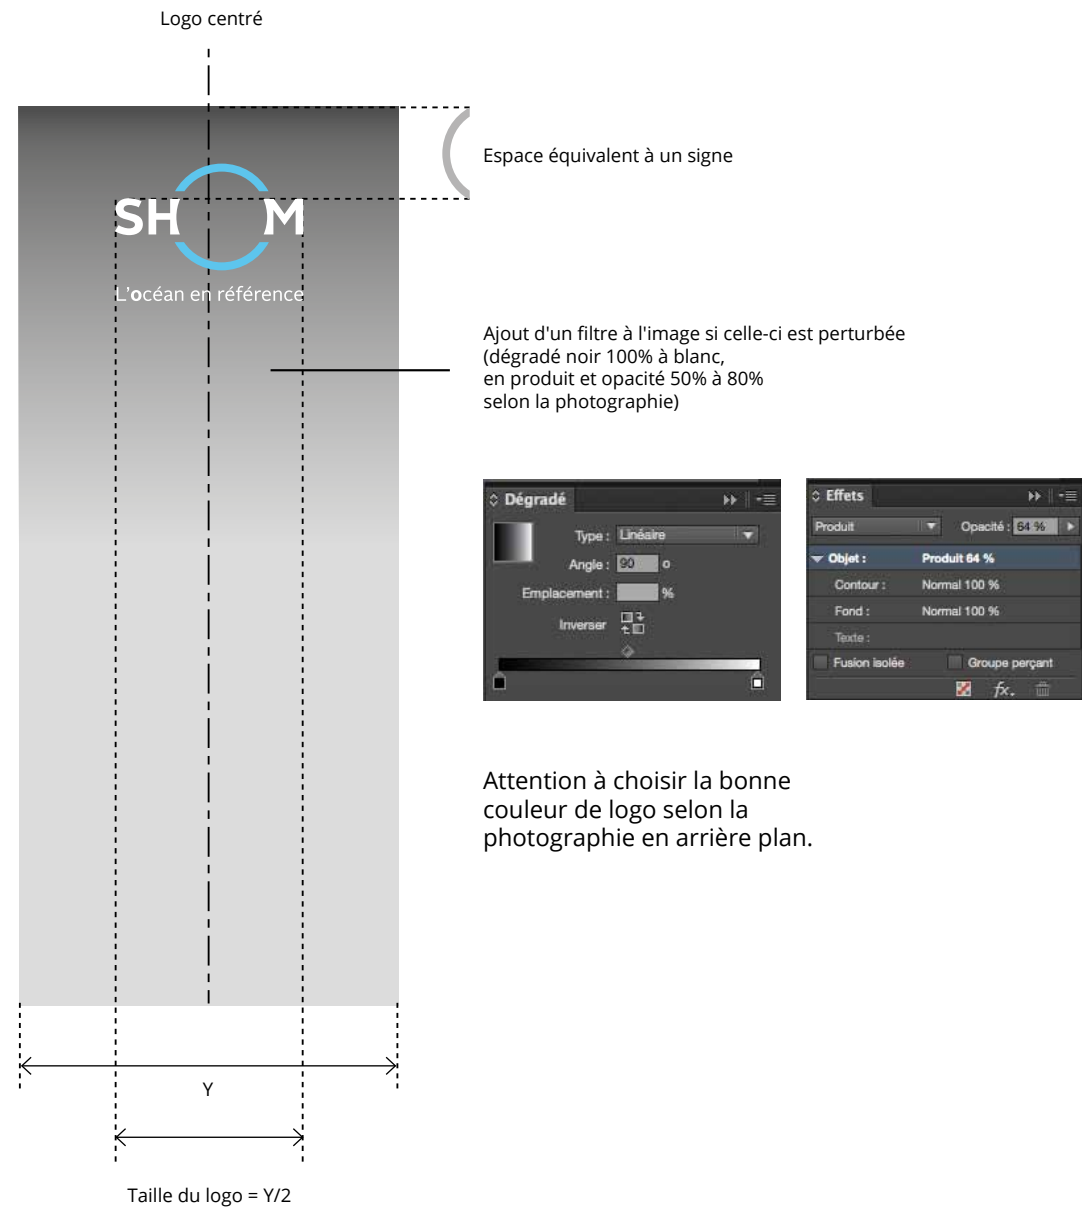 Logo centré
Espace équivalent à un signe
SH M
L'océan en référence
Ajout d'un filtre à l'image si celle-ci est perturbée
(dégradé noir 100% à blanc,
en produit et opacité 50% à 80%
selon la photographie)
Dégradé
Type : Linéaire
Angle : 90 o
Emplacement : %
Inverser
Effets
Produit Opacité : 64 %
Objet : Produit 64 %
Contour : Normal 100 %
Fond : Normal 100 %
Texte :
Fusion isolée Groupe perçant
fx.
Attention à choisir la bonne
couleur de logo selon la
photographie en arrière plan.
Y
Taille du logo = Y/2